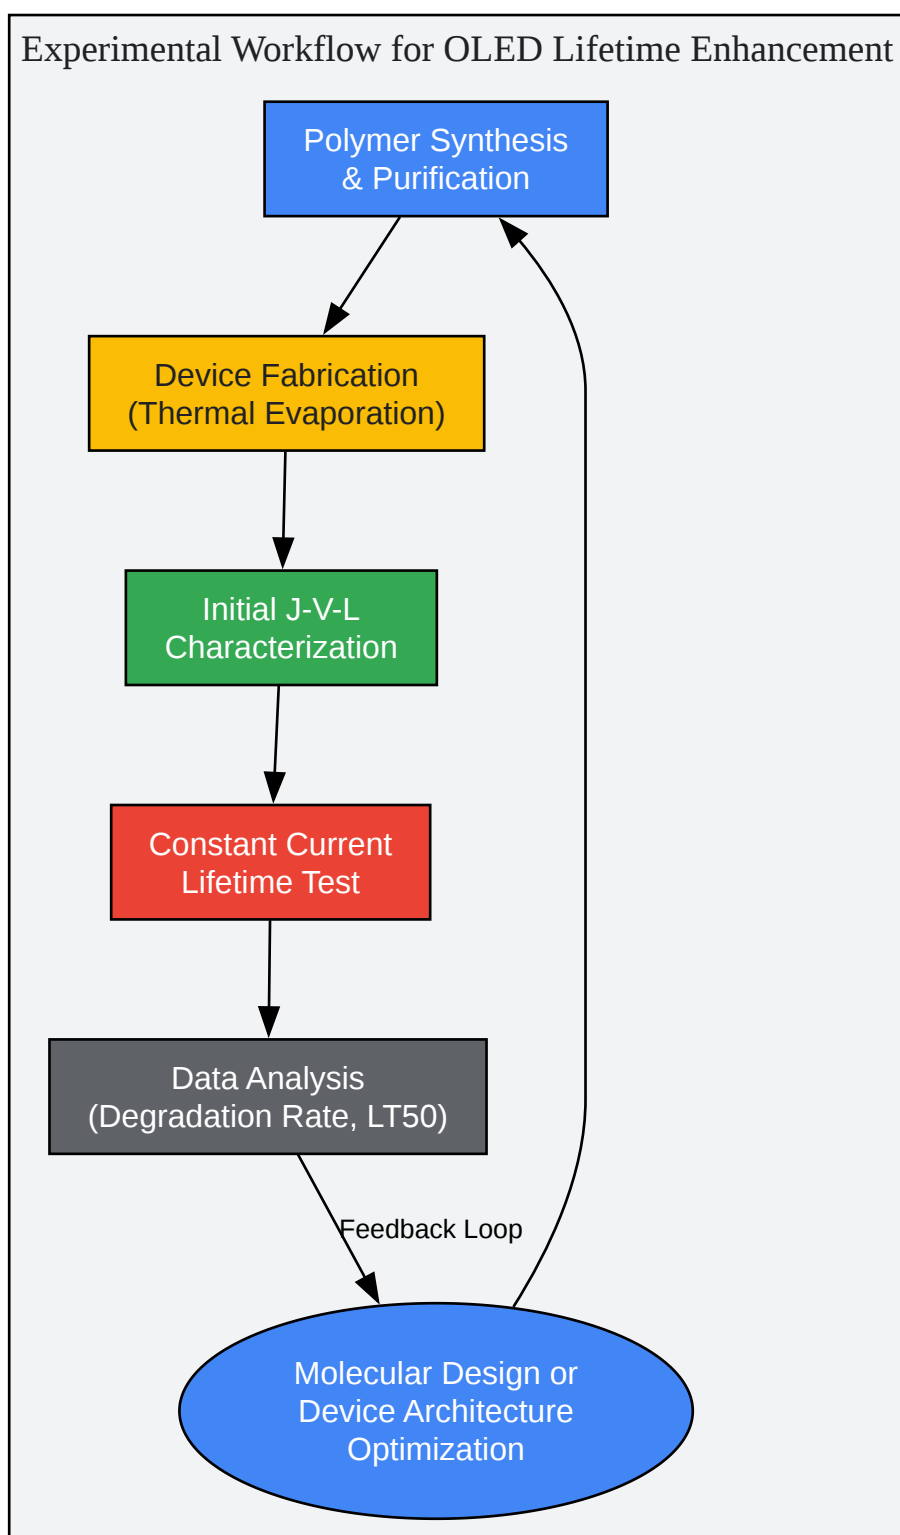 Experimental Workflow for OLED Lifetime Enhancement
Polymer Synthesis
& Purification
Device Fabrication
(Thermal Evaporation)
Initial J-V-L
Characterization
Constant Current
Lifetime Test
Data Analysis
(Degradation Rate, LT50)
Feedback Loop
Molecular Design or
Device Architecture
Optimization